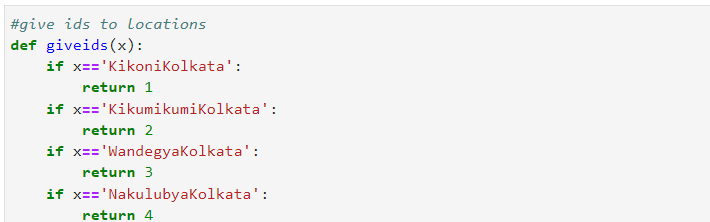 #give ids to locations
def giveids(x):
    if x=='KikoniKolkata':
        return 1
    if x=='KikumikumiKolkata':
        return 2
    if x=='WandegyaKolkata':
        return 3
    if x=='NakulubyaKolkata':
        return 4